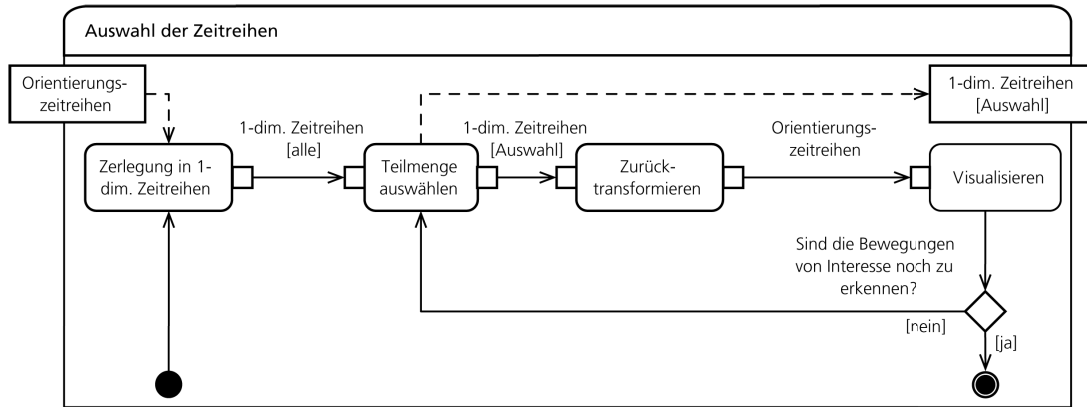 Auswahl der Zeitreihen
Orientierungs-
zeitreihen
1-dim. Zeitreihen
[Auswahl]
1-dim. Zeitreihen
[alle]
1-dim. Zeitreihen
[Auswahl]
Orientierungs-
zeitreihen
Zerlegung in 1-
dim. Zeitreihen
Teilmenge
auswählen
Zurück-
transformieren
Visualisieren
Sind die Bewegungen
von Interesse noch zu
erkennen?
[nein]
[ja]